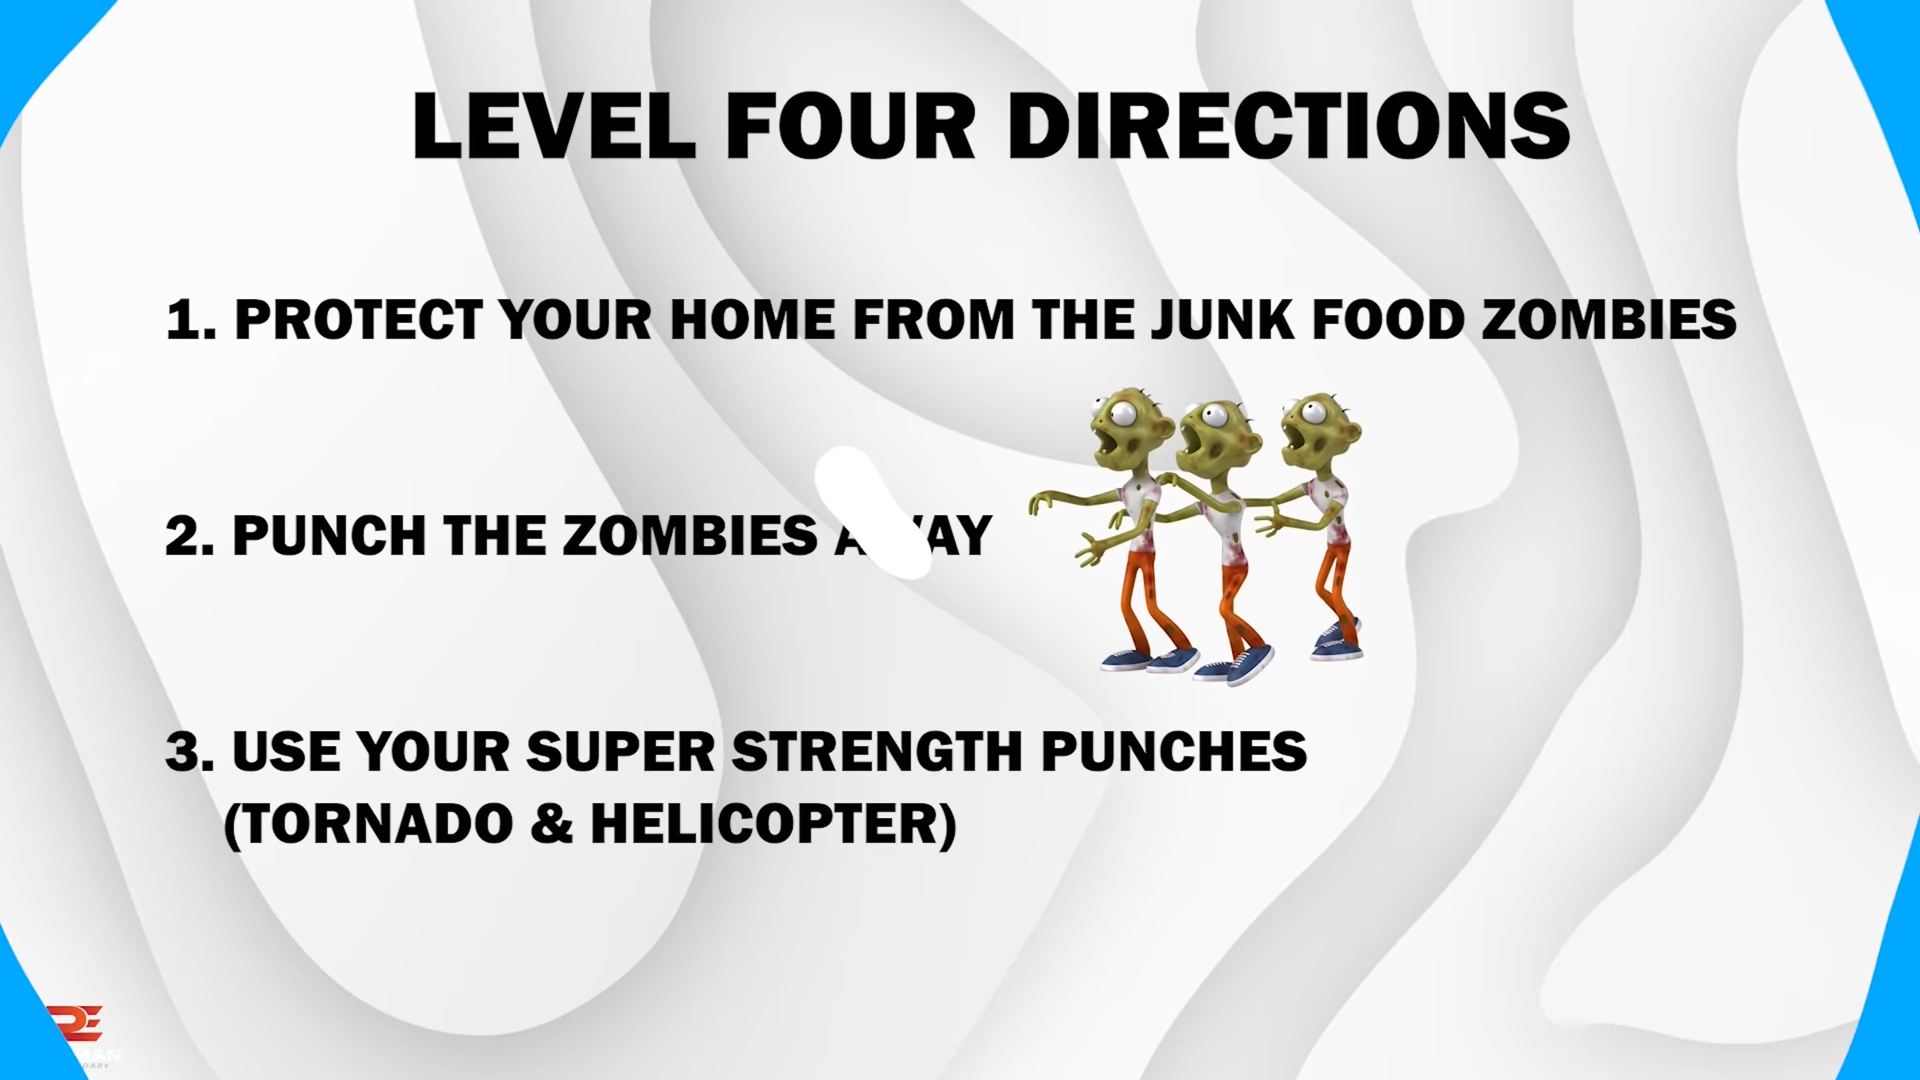 LEVEL FOUR DIRECTIONS
1. PROTECT YOUR HOME FROM THE JUNK FOOD ZOMBIES
2. PUNCH THE ZOMBIES
3. USE YOUR SUPER STRENGTH PUNCHES
(TORNADO & HELICOPTER)